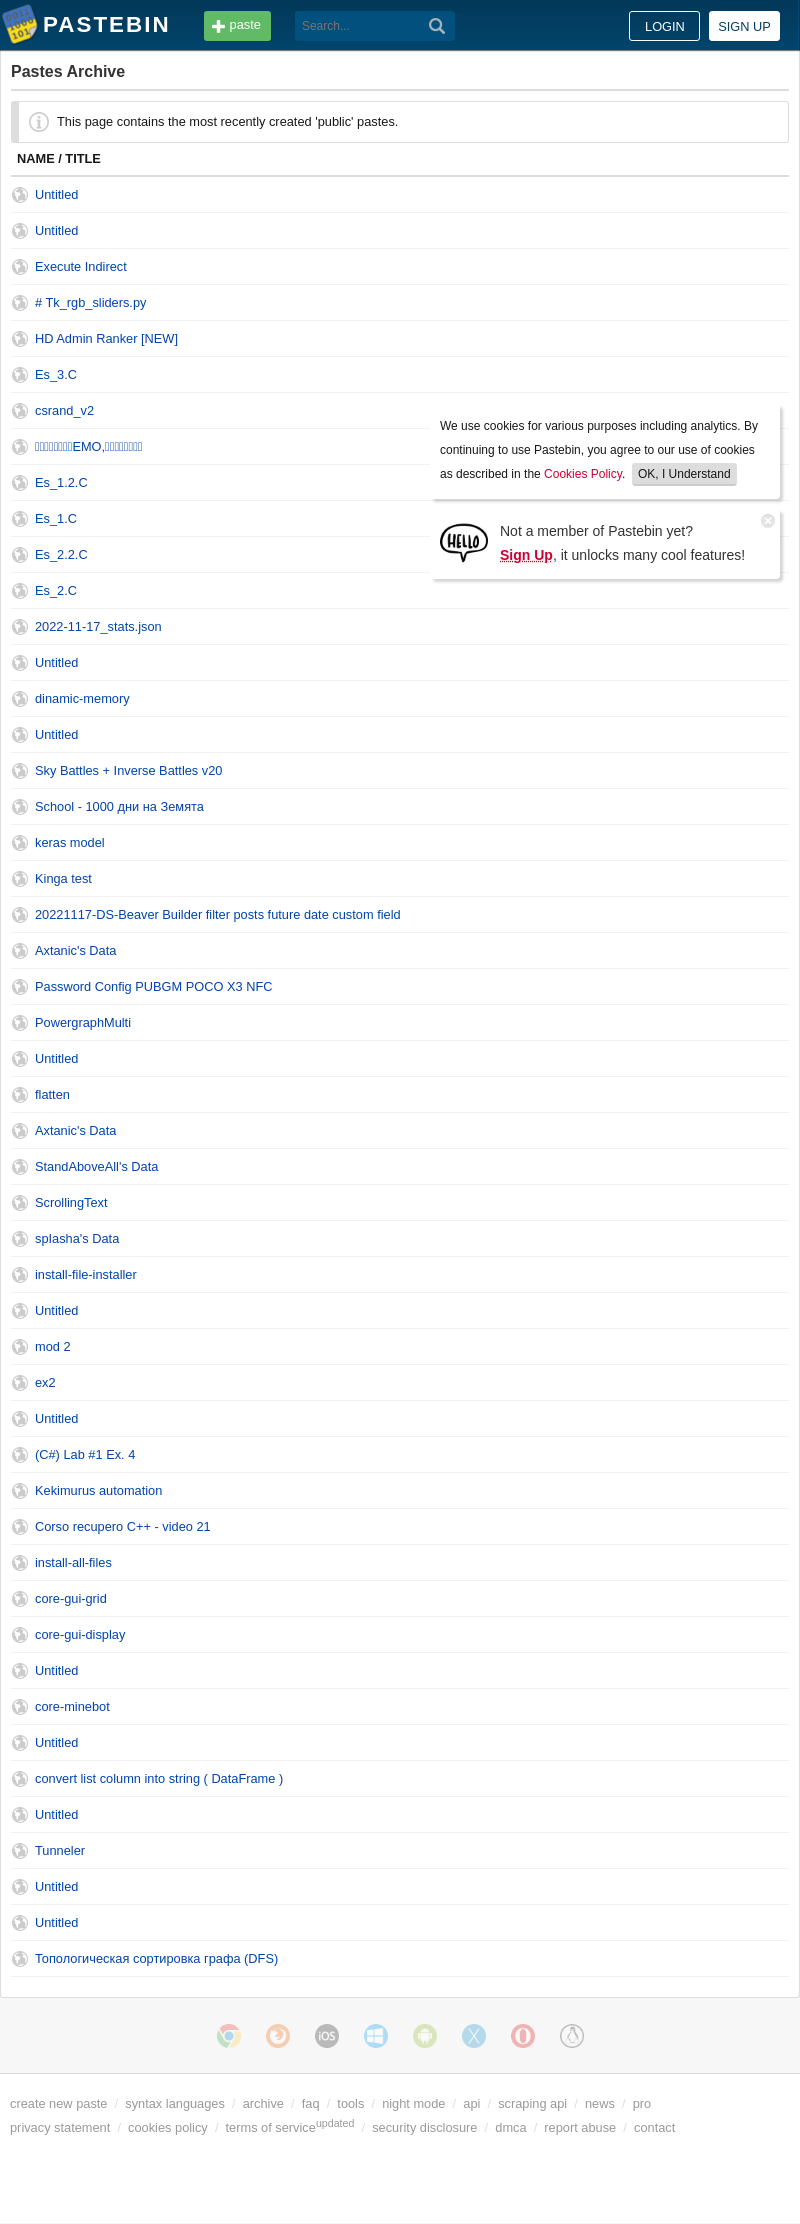 PASTEBIN
paste
Search...
LOGIN
SIGN UP
Pastes Archive
This page contains the most recently created 'public' pastes.
NAME / TITLE
Untitled
Untitled
Execute Indirect
# Tk_rgb_sliders.py
HD Admin Ranker [NEW]
Es_3.C
csrand_v2
EMO,
Es_1.2.C
Es_1.C
Es_2.2.C
Es_2.C
We use cookies for various purposes including analytics. By
continuing to use Pastebin, you agree to our use of cookies
as described in the Cookies Policy. OK, I Understand
HELLO
Not a member of Pastebin yet?
Sign Up, it unlocks many cool features!
2022-11-17_stats.json
Untitled
dinamic-memory
Untitled
Sky Battles + Inverse Battles v20
School - 1000 дни на Земята
keras model
Kinga test
20221117-DS-Beaver Builder filter posts future date custom field
Axtanic's Data
Password Config PUBGM POCO X3 NFC
PowergraphMulti
Untitled
flatten
Axtanic's Data
StandAboveAll's Data
ScrollingText
splasha's Data
install-file-installer
Untitled
mod 2
ex2
Untitled
(C#) Lab #1 Ex. 4
Kekimurus automation
Corso recupero C++ - video 21
install-all-files
core-gui-grid
core-gui-display
Untitled
core-minebot
Untitled
convert list column into string ( DataFrame )
Untitled
Tunneler
Untitled
Untitled
Топологическая сортировка графа (DFS)
iOS
create new paste / syntax languages / archive / faq / tools / night mode / api / scraping api / news / pro
privacy statement / cookies policy / terms of service updated / security disclosure / dmca / report abuse / contact